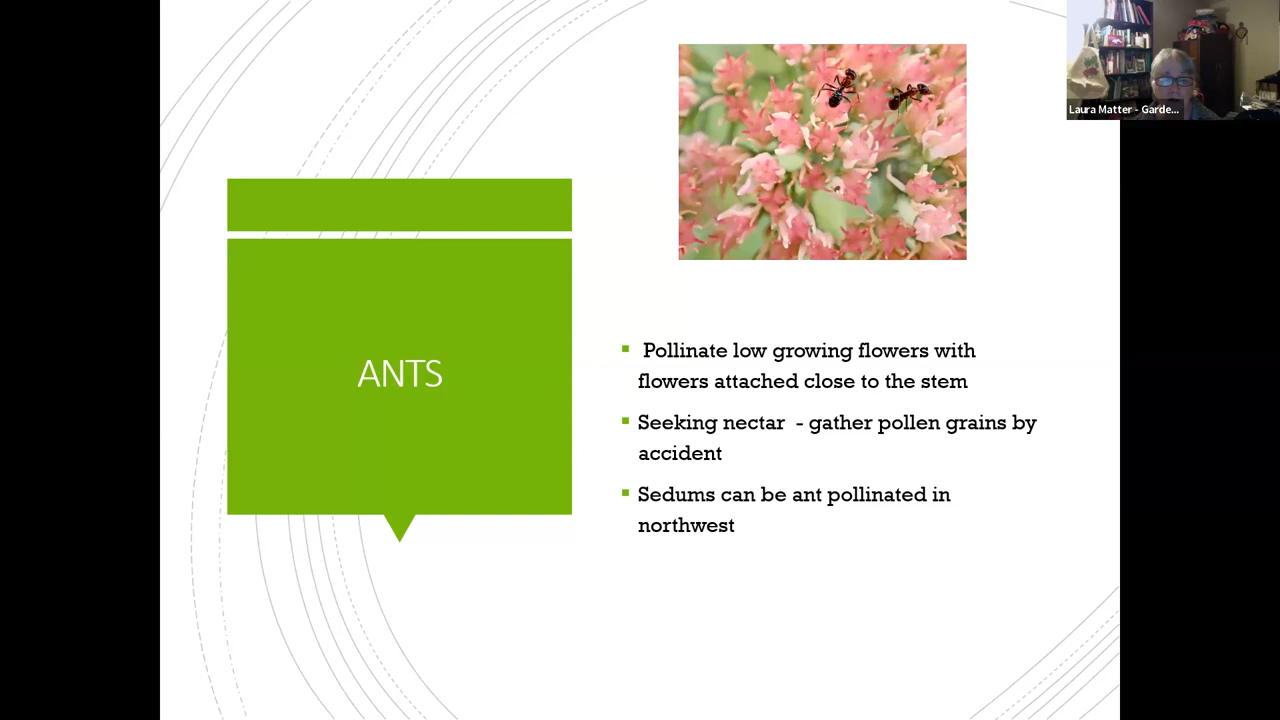 Laura Matter - Garde...
ANTS
Pollinate low growing flowers with
flowers attached close to the stem
Seeking nectar - gather pollen grains by
accident
Sedums can be ant pollinated in
northwest